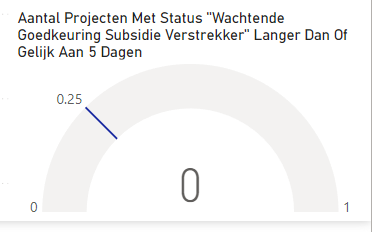 Aantal Projecten Met Status "Wachtende
Goedkeuring Subsidie Verstrekker" Langer Dan Of
Gelijk Aan 5 Dagen
0.25
0
0
1